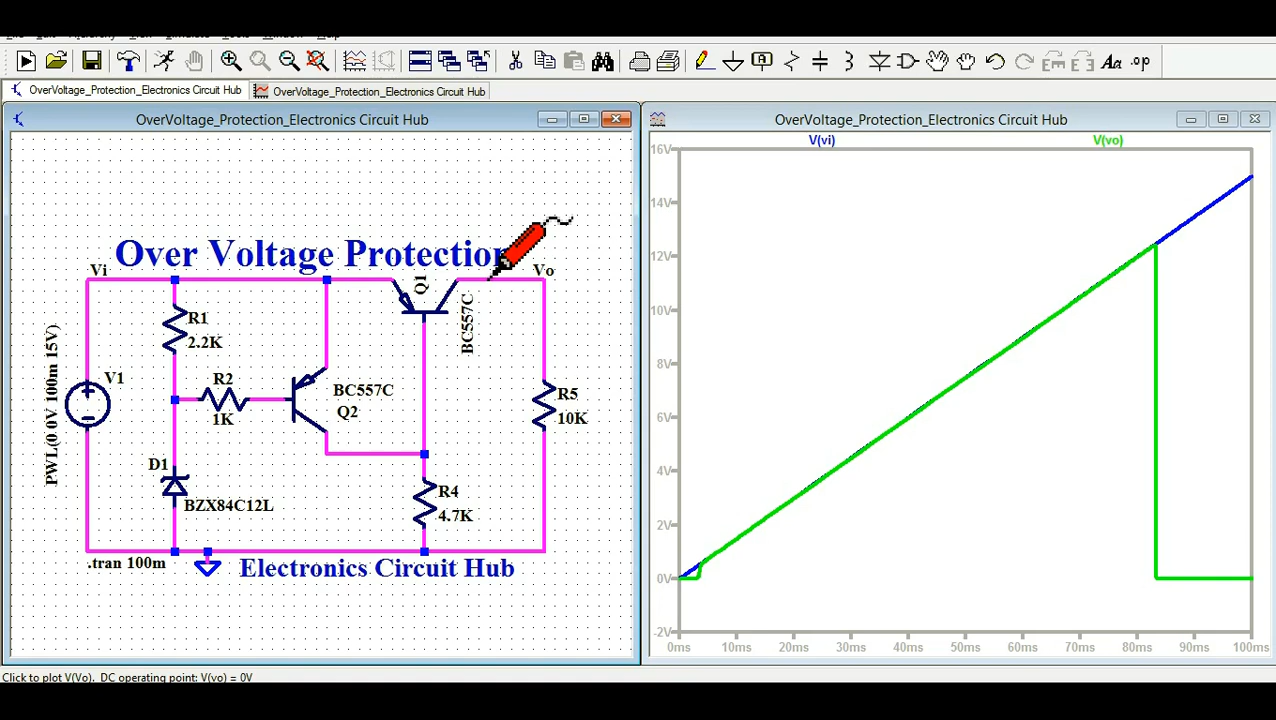 OverVoltage_Protection_Electronics Circuit Hub
OverVoltage_Protection_Electronics Circuit Hub
Aa .op
OverVoltage_Protection_Electronics Circuit Hub
Over Voltage Protection
Vi
Vo
Q1
BC557C
R1
2.2K
PWL(0 0V 100m 15V)
V1
R2
1K
BC557C
Q2
R5
10K
D1
BZX84C12L
R4
4.7K
.tran 100m
Electronics Circuit Hub
OverVoltage_Protection_Electronics Circuit Hub
V(vi)
V(vo)
16V
14V
12V
10V
8V
6V
4V
2V
0V
-2V
0ms 10ms 20ms 30ms 40ms 50ms 60ms 70ms 80ms 90ms 100ms
Click to plot V(Vo). DC operating point: V(vo) = 0V